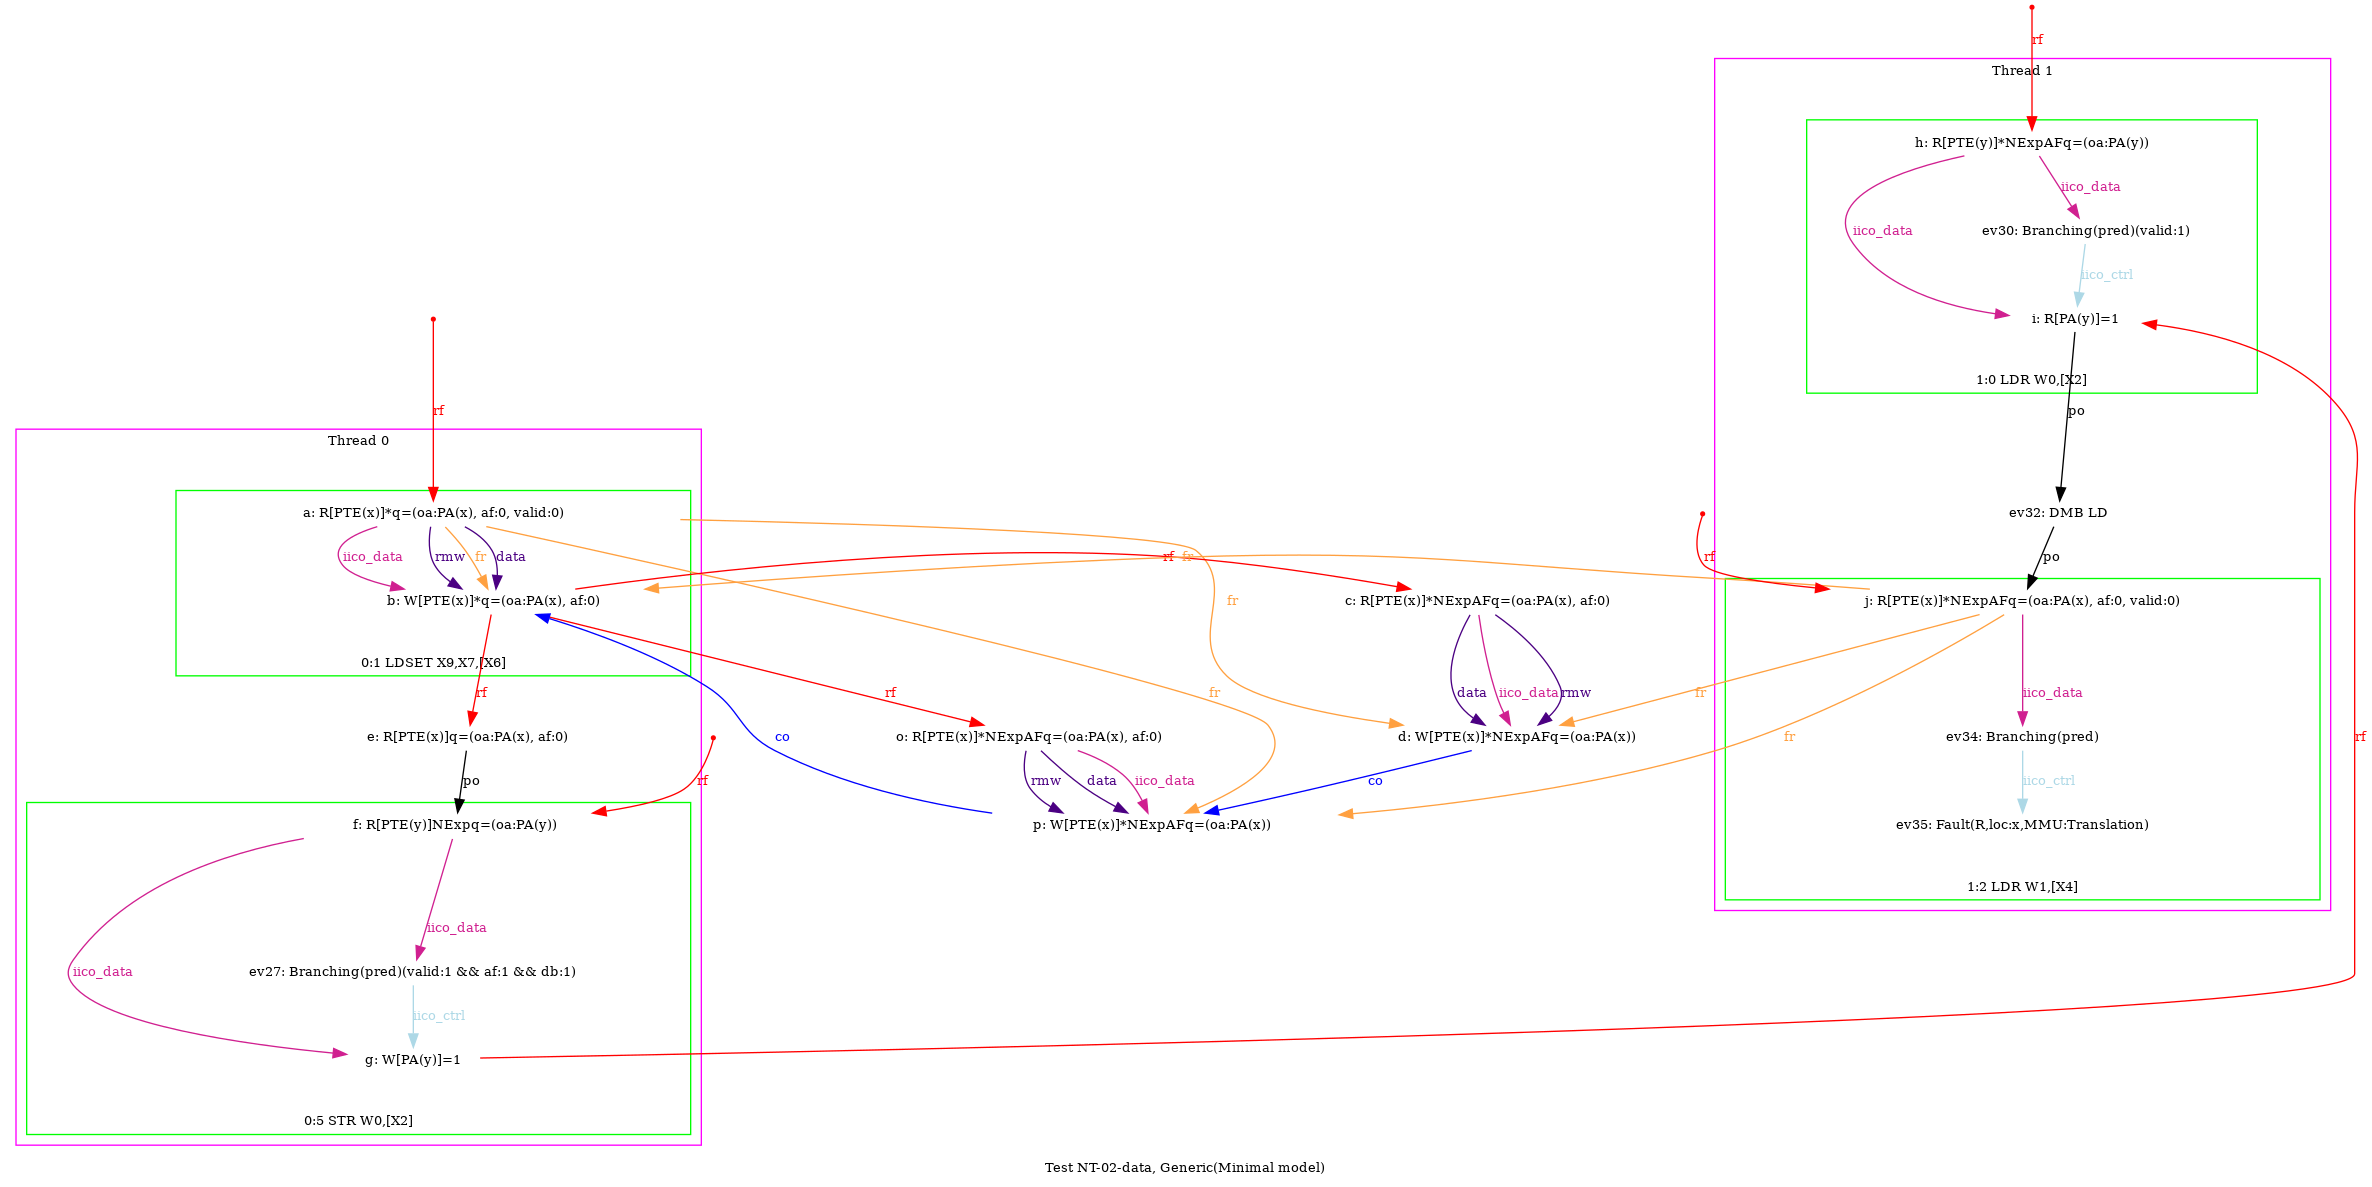 rf
Thread 1
h: R[PTE(y)]*NExpAFq=(oa:PA(y))
iico_data
iico_data
ev30: Branching(pred)(valid:1)
iico_ctrl
i: R[PA(y)]=1
1:0 LDR W0,[X2]
rf
po
Thread 0
a: R[PTE(x)]*q=(oa:PA(x), af:0, valid:0)
ev32: DMB LD
iico_data
rmw
fr
data
rf
fr
rf
po
b: W[PTE(x)]*q=(oa:PA(x), af:0)
fr
c: R[PTE(x)]*NExpAFq=(oa:PA(x), af:0)
j: R[PTE(x)]*NExpAFq=(oa:PA(x), af:0, valid:0)
0:1 LDSET X9,X7,[X6]
rf
rf
fr
data
iico_data
rmw
fr
iico_data
e: R[PTE(x)]q=(oa:PA(x), af:0)
co
o: R[PTE(x)]*NExpAFq=(oa:PA(x), af:0)
d: W[PTE(x)]*NExpAFq=(oa:PA(x))
fr
ev34: Branching(pred)
rf
po
rf
rmw
data
iico_data
co
iico_ctrl
f: R[PTE(y)]NExpq=(oa:PA(y))
p: W[PTE(x)]*NExpAFq=(oa:PA(x))
ev35: Fault(R,loc:x,MMU:Translation)
1:2 LDR W1,[X4]
iico_data
iico_data
ev27: Branching(pred)(valid:1 && af:1 && db:1)
iico_ctrl
g: W[PA(y)]=1
0:5 STR W0,[X2]
Test NT-02-data, Generic(Minimal model)